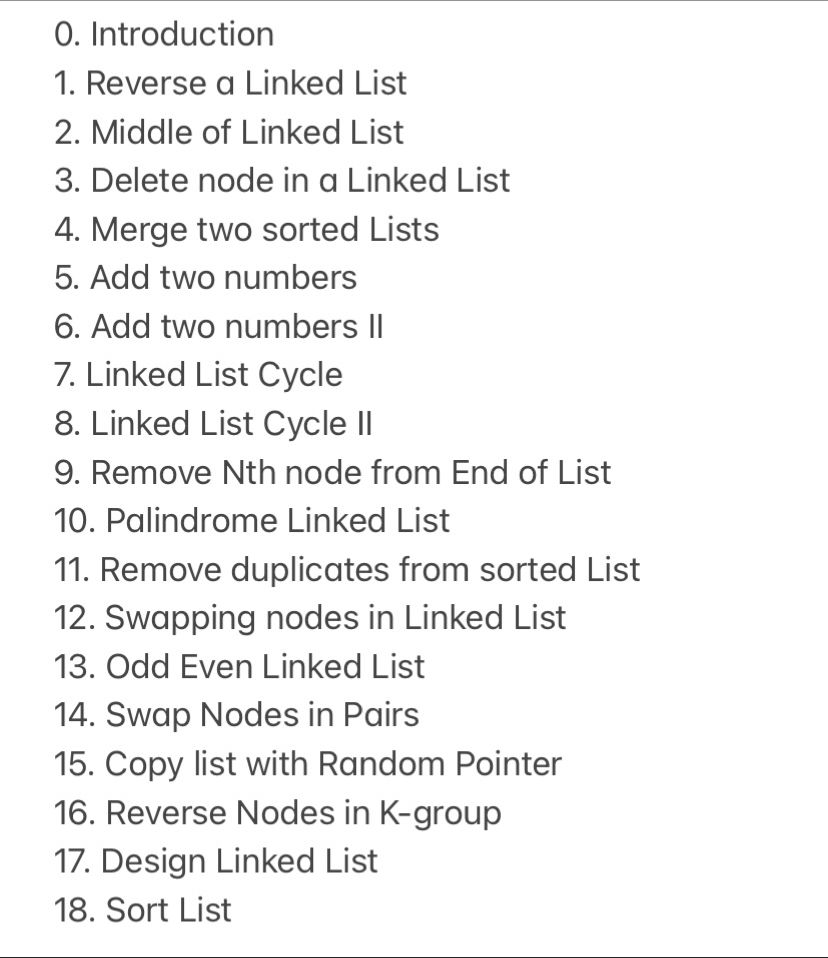 0. Introduction
1. Reverse a Linked List
2. Middle of Linked List
3. Delete node in a Linked List
4. Merge two sorted Lists
5. Add two numbers
6. Add two numbers II
7. Linked List Cycle
8. Linked List Cycle II
9. Remove Nth node from End of List
10. Palindrome Linked List
11. Remove duplicates from sorted List
12. Swapping nodes in Linked List
13. Odd Even Linked List
14. Swap Nodes in Pairs
15. Copy list with Random Pointer
16. Reverse Nodes in K-group
17. Design Linked List
18. Sort List